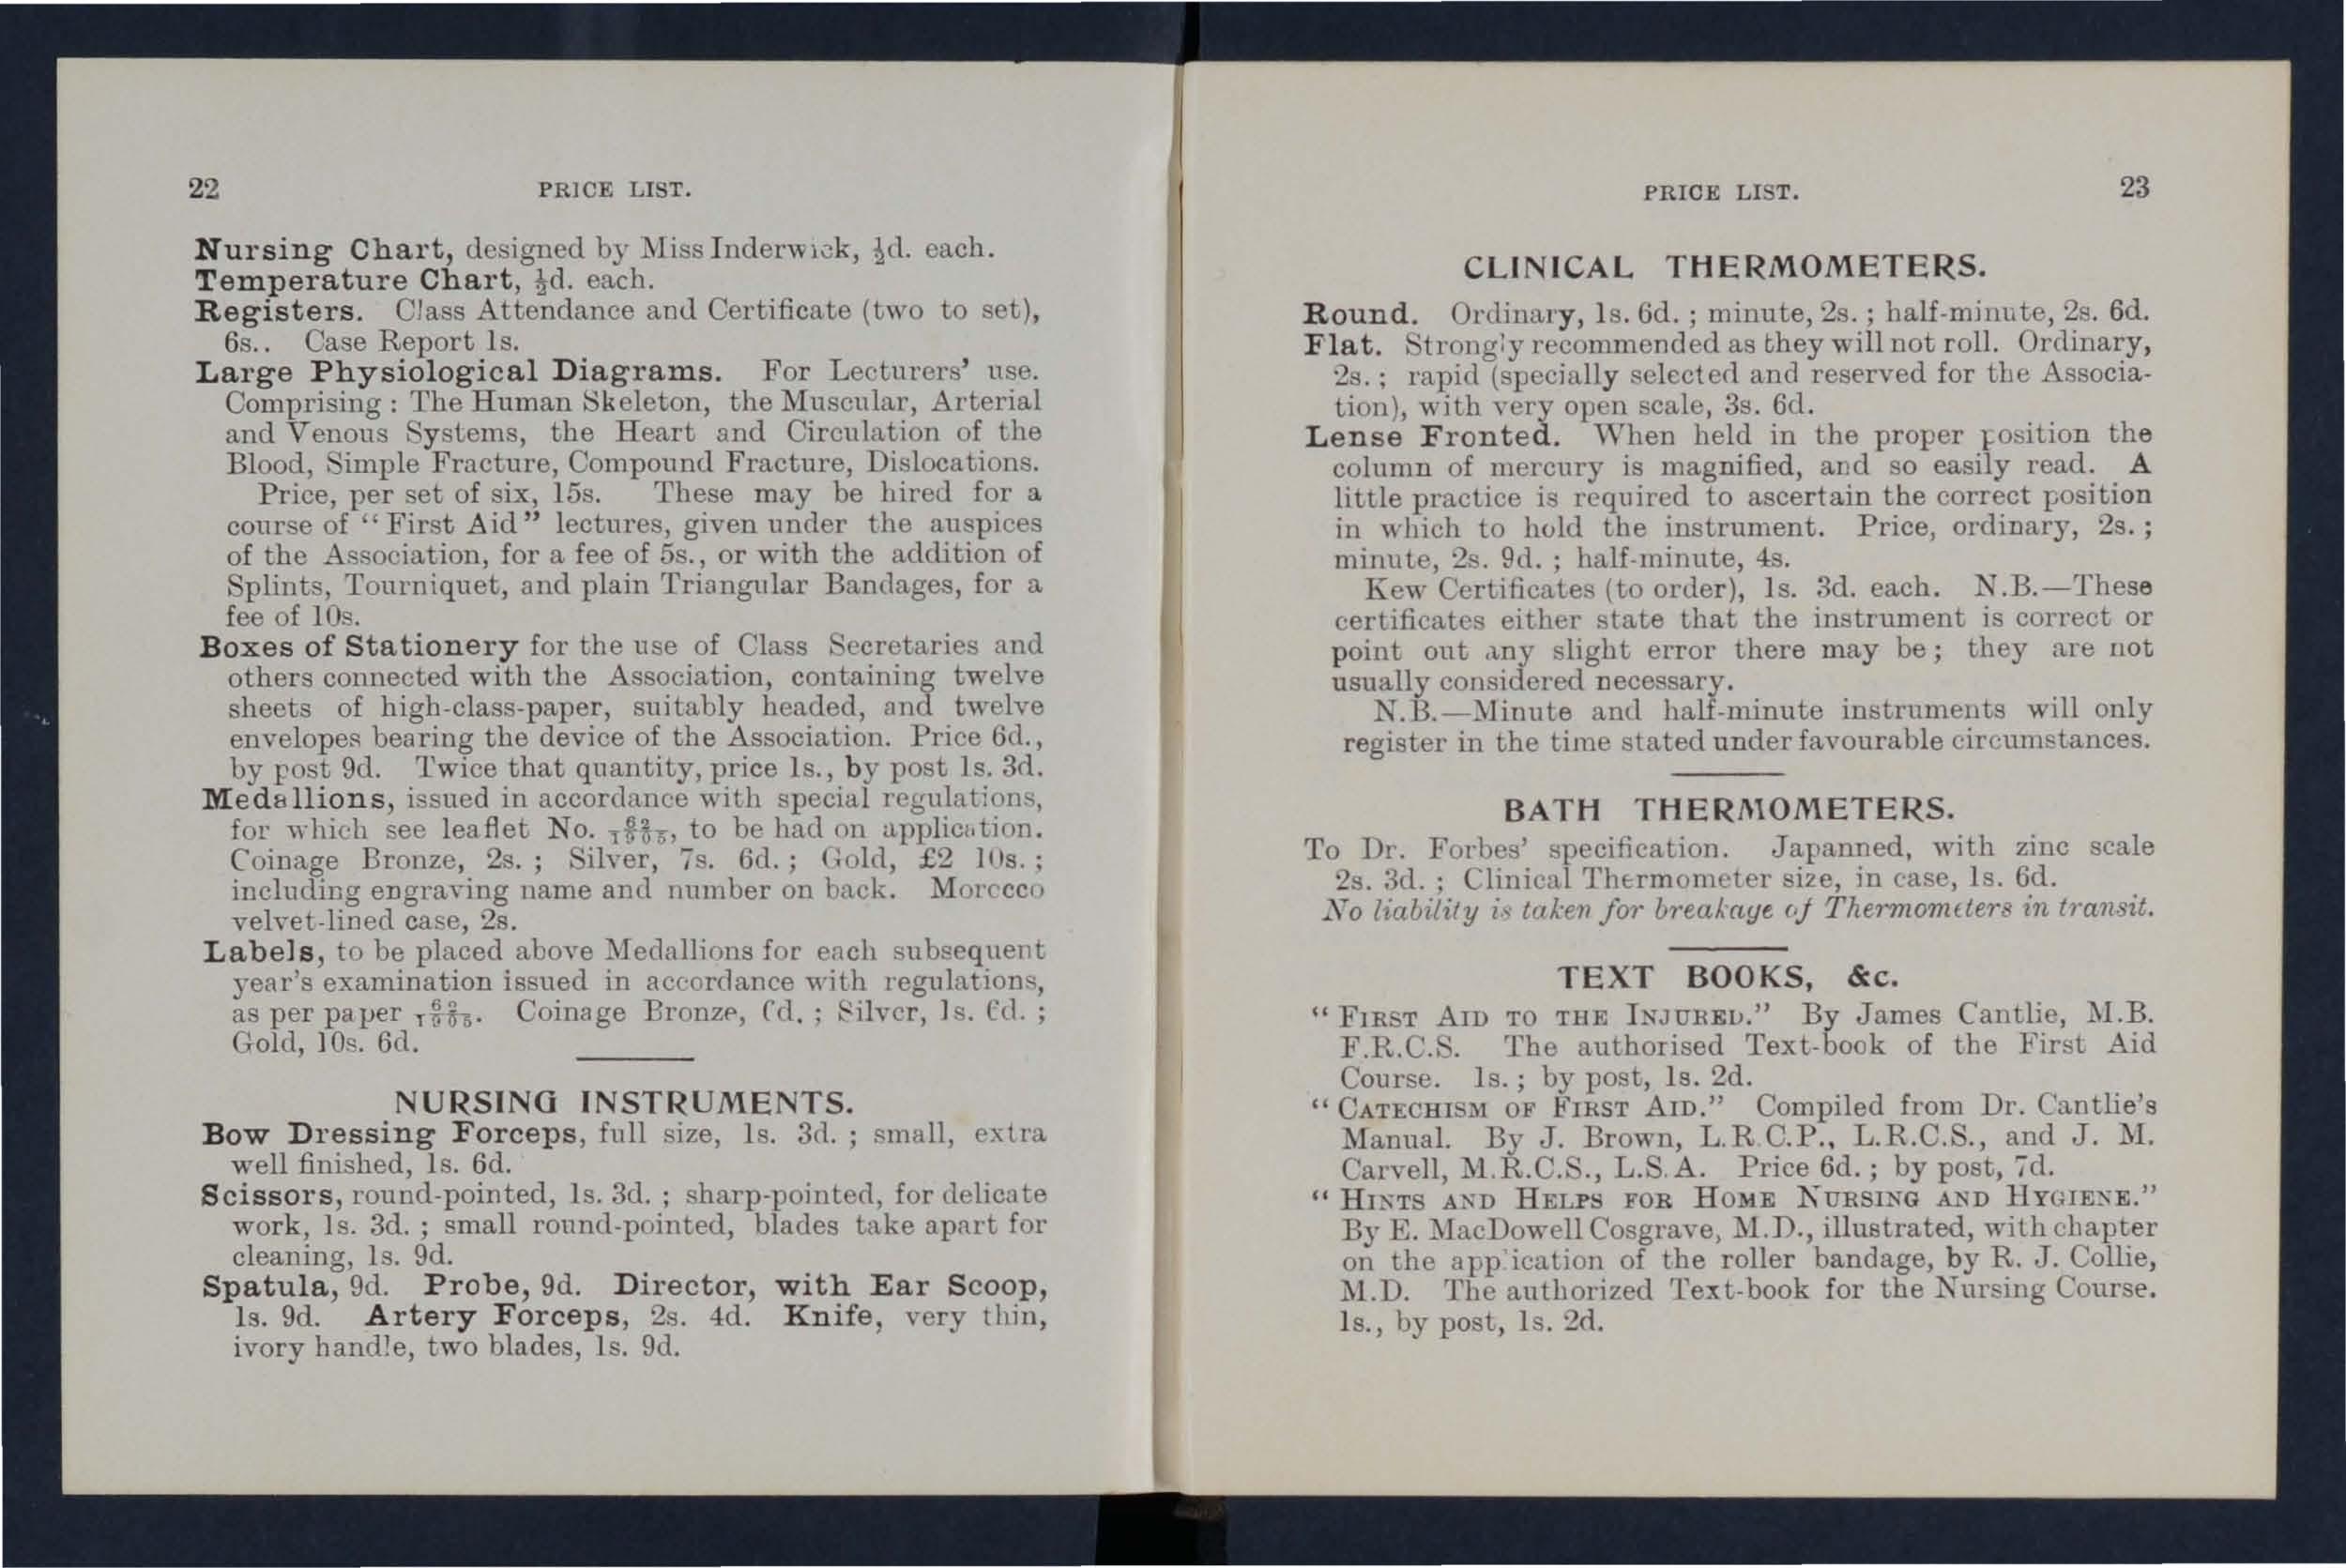 22 PRICE LIST.
Nursing Chart, designed by Miss Inderwick, ½d. each.
Temperature Chart, ½d. each.
Registers. Class Attendance and Certificate (two to set),
6s.. Case Report 1s.
Large Physiological Diagrams. For Lecturers' use.
Comprising : The Human Skeleton, the Muscular, Arterial
and Venous Systems, the Heart and Circulation of the
Blood, Simple Fracture, Compound Fracture, Dislocations.
Price, per set of six, 15s. These may be hired for a
course of "First Aid" lectures, given under the auspices
of the Association, for a fee of 5s., or with the addition of
Splints, Tourniquet, and plain Triangular Bandages, for a
fee of 10s.
Boxes of Stationery for the use of Class Secretaries and
others connected with the Association, containing twelve
sheets of high-class-paper, suitably headed, and twelve
envelopes bearing the device of the Association. Price 6d.,
by post 9d. Twice that quantity, price 1s., by post 1s. 3d.
Medallions, issued in accordance with special regulations,
for which see leaflet No. to be had on application.
Coinage Bronze, 2s. ; Silver, 7s. 6d. ; Gold, £2 10s. ;
including engraving name and number on back. Morocco
velvet-lined case, 2s.
Labels, to be placed above Medallions for each subsequent
year's examination issued in accordance with regulations,
as per paper Coinage Bronze, 6d. ; Silver, 1s. 6d. ;
Gold, 10s. 6d.
NURSING INSTRUMENTS.
Bow Dressing Forceps, full size, 1s. 3d. ; small, extra
well finished, 1s. 6d.
Scissors, round-pointed, 1s. 3d. ; sharp-pointed, for delicate
work, 1s. 3d. ; small round-pointed, blades take apart for
cleaning, 1s. 9d.
Spatula, 9d. Probe, 9d. Director, with Ear Scoop,
1s. 9d. Artery Forceps, 2s. 4d. Knife, very thin,
ivory handle, two blades, 1s. 9d.
PRICE LIST. 23
CLINICAL THERMOMETERS.
Round. Ordinary, 1s. 6d. ; minute, 2s. ; half-minute, 2s. 6d.
Flat. Strongly recommended as they will not roll. Ordinary,
2s. ; rapid (specially selected and reserved for the Associa-
tion), with very open scale, 3s. 6d.
Lense Fronted. When held in the proper position the
column of mercury is magnified, and so easily read. A
little practice is required to ascertain the correct position
in which to hold the instrument. Price, ordinary, 2s. ;
minute, 2s. 9d. ; half-minute, 4s.
Kew Certificates (to order), 1s. 3d. each. N.B.—These
certificates either state that the instrument is correct or
point out any slight error there may be ; they are not
usually considered necessary.
N.B.—Minute and half-minute instruments will only
register in the time stated under favourable circumstances.
BATH THERMOMETERS.
To Dr. Forbes' specification. Japanned, with zinc scale
2s. 3d. ; Clinical Thermometer size, in case, 1s. 6d.
No liability is taken for breakage of Thermometers in transit.
TEXT BOOKS, &c.
"FIRST AID TO THE INJURED." By James Cantlie, M.B.
F.R.C.S. The authorised Text-book of the First Aid
Course. 1s. ; by post, 1s. 2d.
"CATECHISM OF FIRST AID." Compiled from Dr. Cantlie's
Manual. By J. Brown, L.R.C.P., L.R.C.S., and J. M.
Carvell, M.R.C.S., L.S.A. Price 6d. ; by post, 7d.
"HINTS AND HELPS FOR HOME NURSING AND HYGIENE."
By E. MacDowell Cosgrave, M.D., illustrated, with chapter
on the application of the roller bandage, by R. J. Collie,
M.D. The authorized Text-book for the Nursing Course.
1s., by post, 1s. 2d.